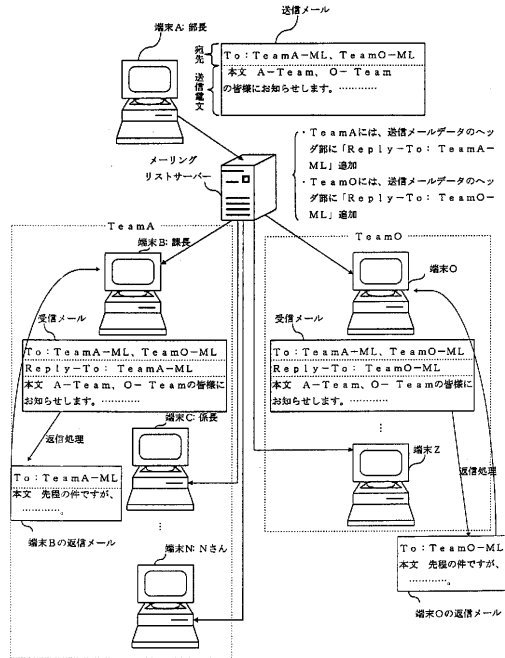 送信メール
端末A:部長
宛先
To:TeamA-ML、TeamO-ML
送信電文
本文 A-Team、O-Team
の皆様にお知らせします。…………
メーリング
リストサーバー
・TeamAには、送信メールデータのヘッ
ダ部に「Reply-To: TeamA-
ML」追加
・TeamOには、送信メールデータのヘッ
ダ部に「Reply-To: TeamO-
ML」追加
TeamA
端末B:課長
受信メール
To:TeamA-ML、TeamO-ML
Reply-To: TeamA-ML
本文 A-Team、O-Teamの皆様に
お知らせします。…………
返信処理
端末C:係長
To:TeamA-ML
本文 先程の件ですが、
…………。
端末Bの返信メール
端末N:Nさん
TeamO
端末O
受信メール
To:TeamA-ML、TeamO-ML
Reply-To: TeamO-ML
本文 A-Team、O-Teamの皆様に
お知らせします。…………
端末Z
返信処理
To:TeamO-ML
本文 先程の件ですが、
…………。
端末Oの返信メール